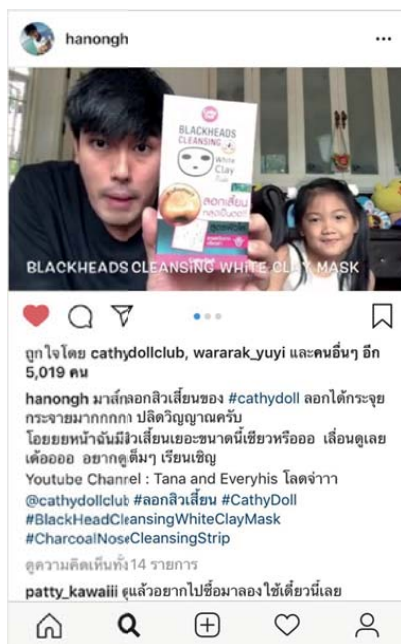 hanongh
BLACKHEADS
CLEANSING
White
Clay
ลอกสิวเสี้ยน
BLACKHEADS CLEANSING WHITE CLAY MASK
ถูกใจโดย cathydollclub, wararak_yuyi และคนอื่นๆ อีก
5,019 คน
hanongh มาส์กลอกสิวเสี้ยนของ #cathydoll ลอกได้กระจุย
กระจายมากกกกา ปลิดวิญญาณครับ
โอยยยหน้าฉันมีสิวเสี้ยนเยอะขนาดนี้เชียวหรือออ เลื่อนดูเลย
เด้ออออ อยากดูเต็มๆ เรียนเชิญ
Youtube Channel : Tana and Everyhis โลดจ่าาา
@cathydollclub #ลอกสิวเสี้ยน #CathyDoll
#BlackHeadCleansingWhiteClayMask
#CharcoalNoseCleansingStrip
ดูความคิดเห็นทั้ง 14 รายการ
patty_kawaiii ดูแล้วอยากไปซื้อมาลองใช้เดี๋ยวนี้เลย